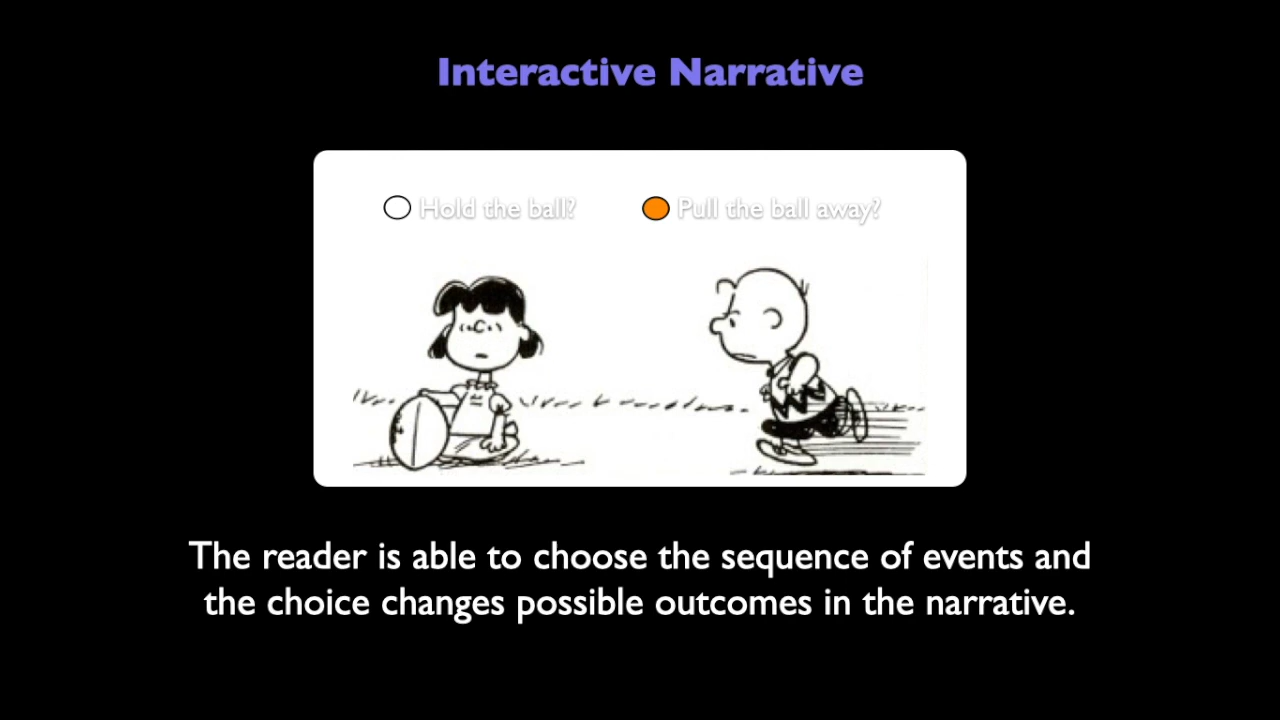 Interactive Narrative
Hold the ball? Pull the ball away?
The reader is able to choose the sequence of events and
the choice changes possible outcomes in the narrative.